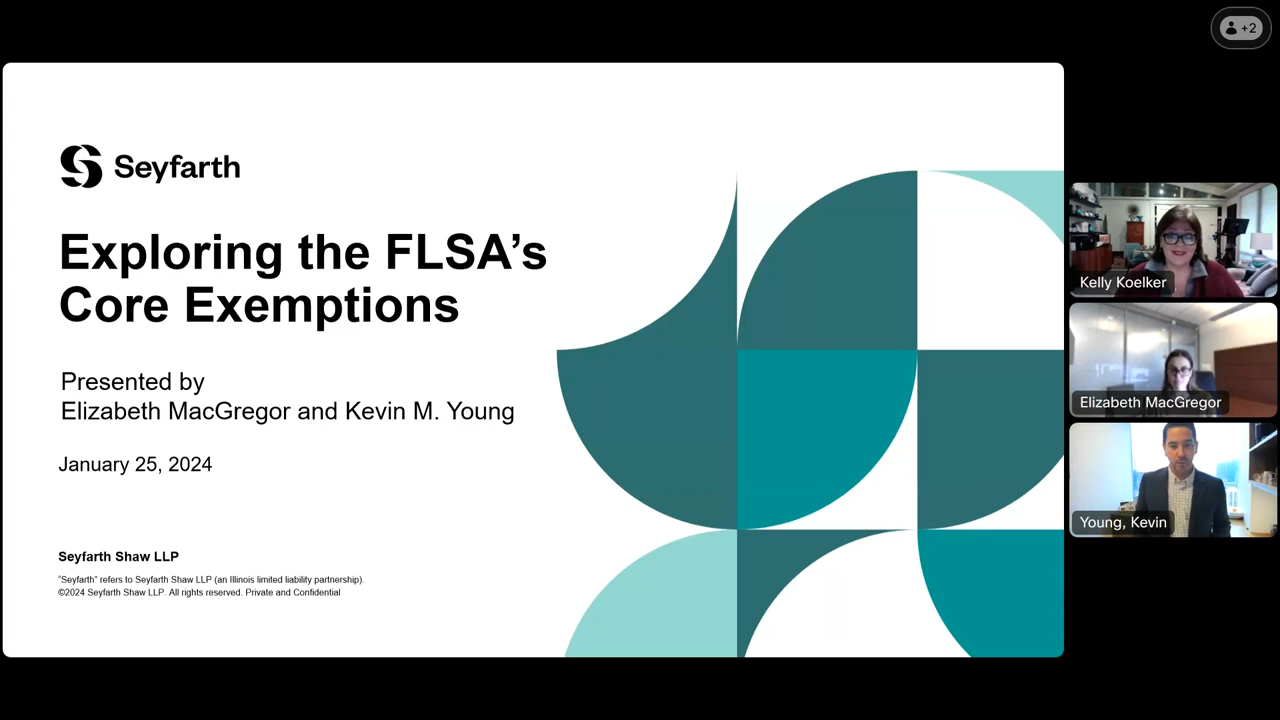 +2
Seyfarth
Exploring the FLSA’s
Core Exemptions
Presented by
Elizabeth MacGregor and Kevin M. Young
January 25, 2024
Seyfarth Shaw LLP
“Seyfarth” refers to Seyfarth Shaw LLP (an Illinois limited liability partnership).
©2024 Seyfarth Shaw LLP. All rights reserved. Private and Confidential
Kelly Koelker
Elizabeth MacGregor
Young, Kevin